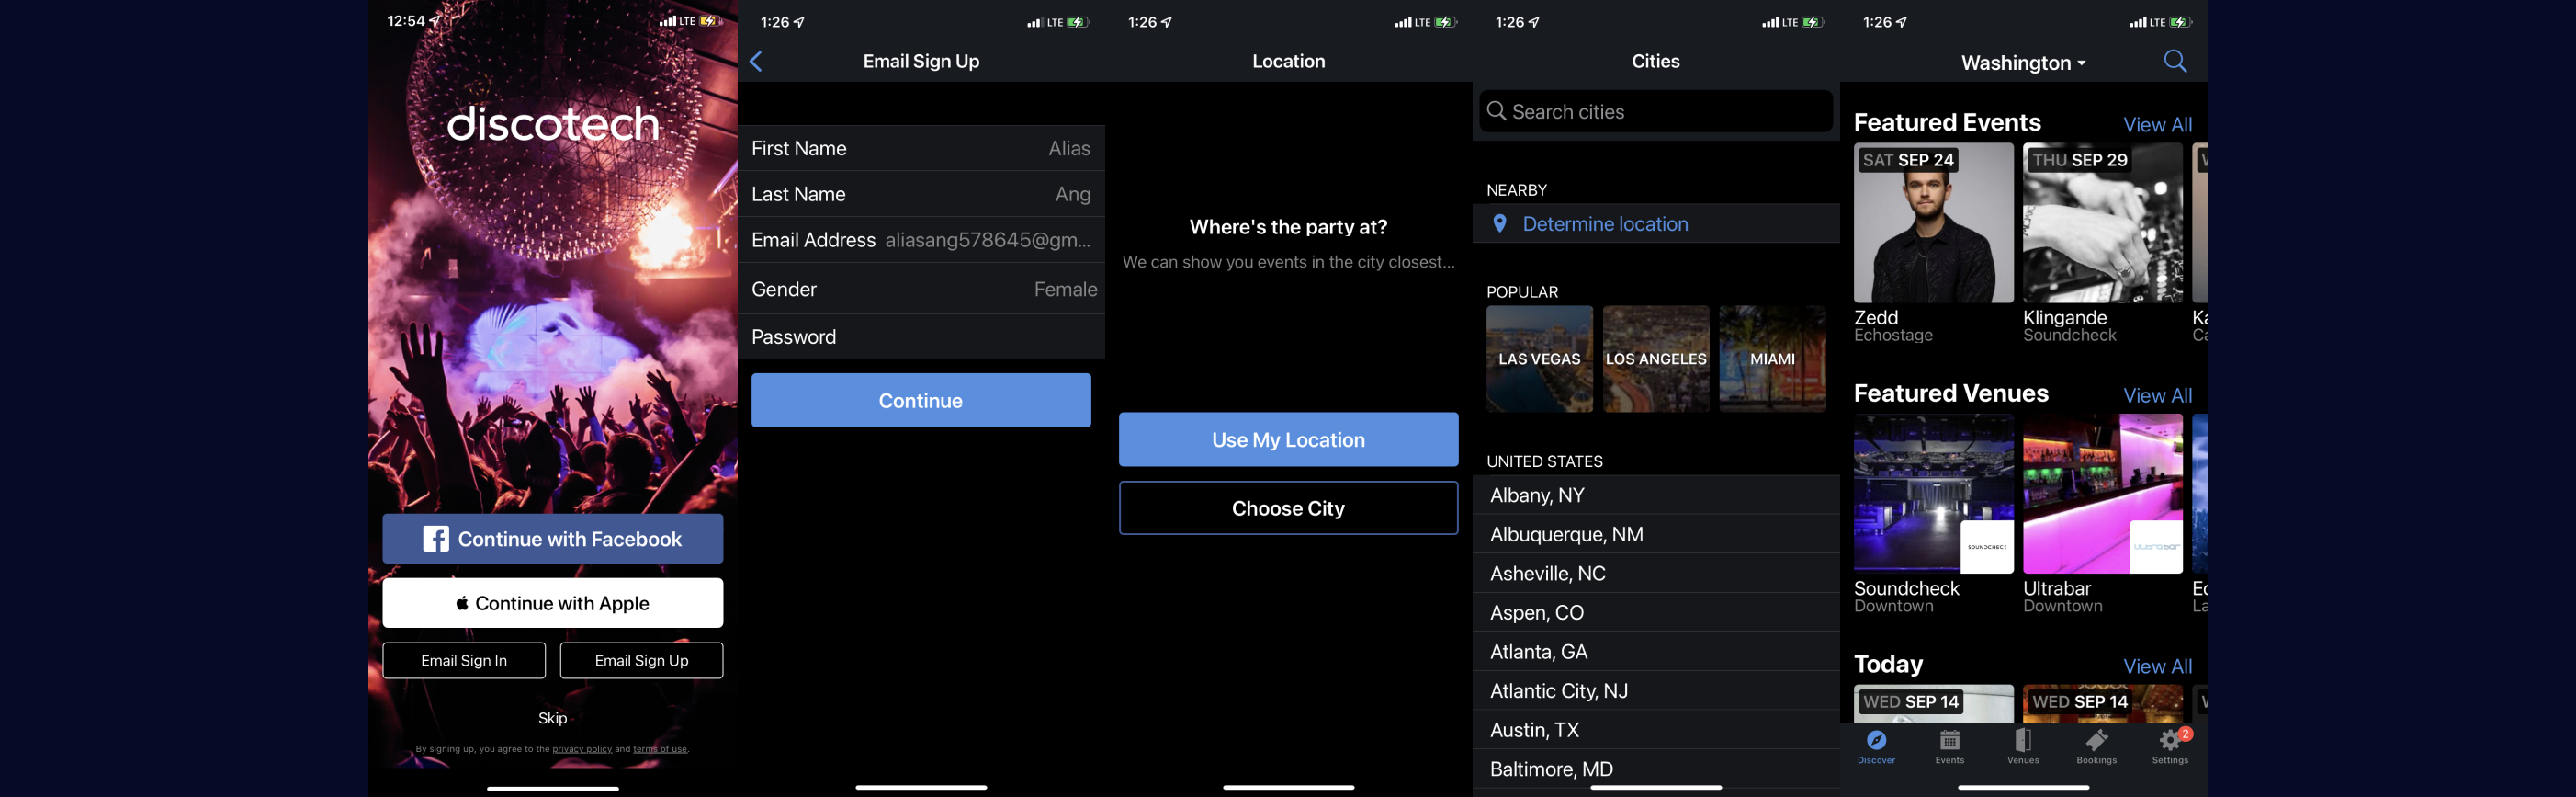 12:54
LTE
discotech
Continue with Facebook
Continue with Apple
Email Sign In
Email Sign Up
Skip
By signing up, you agree to the privacy policy and terms of use.
1:26
LTE
Email Sign Up
First Name Alias
Last Name Ang
Email Address aliasang578645@gm...
Gender Female
Password
Continue
1:26
LTE
Location
Where's the party at?
We can show you events in the city closest...
Use My Location
Choose City
1:26
LTE
Cities
Search cities
NEARBY
Determine location
POPULAR
LAS VEGAS
LOS ANGELES
MIAMI
UNITED STATES
Albany, NY
Albuquerque, NM
Asheville, NC
Aspen, CO
Atlanta, GA
Atlantic City, NJ
Austin, TX
Baltimore, MD
1:26
LTE
Washington
Featured Events View All
SAT SEP 24
THU SEP 29
Zedd
Echostage
Klingande
Soundcheck
Featured Venues View All
SOUNDCHECK
ultrabar
Soundcheck
Downtown
Ultrabar
Downtown
Today View All
WED SEP 14
WED SEP 14
2
Discover
Events
Venues
Bookings
Settings